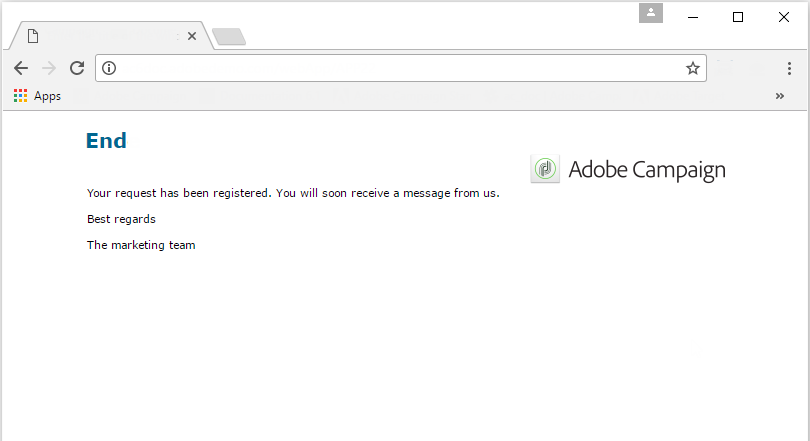 Apps
»
End
Adobe Campaign
Your request has been registered. You will soon receive a message from us.
Best regards
The marketing team